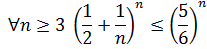 ∀n ≥ 3 (1/2 + 1/n)^n ≤ (5/6)^n